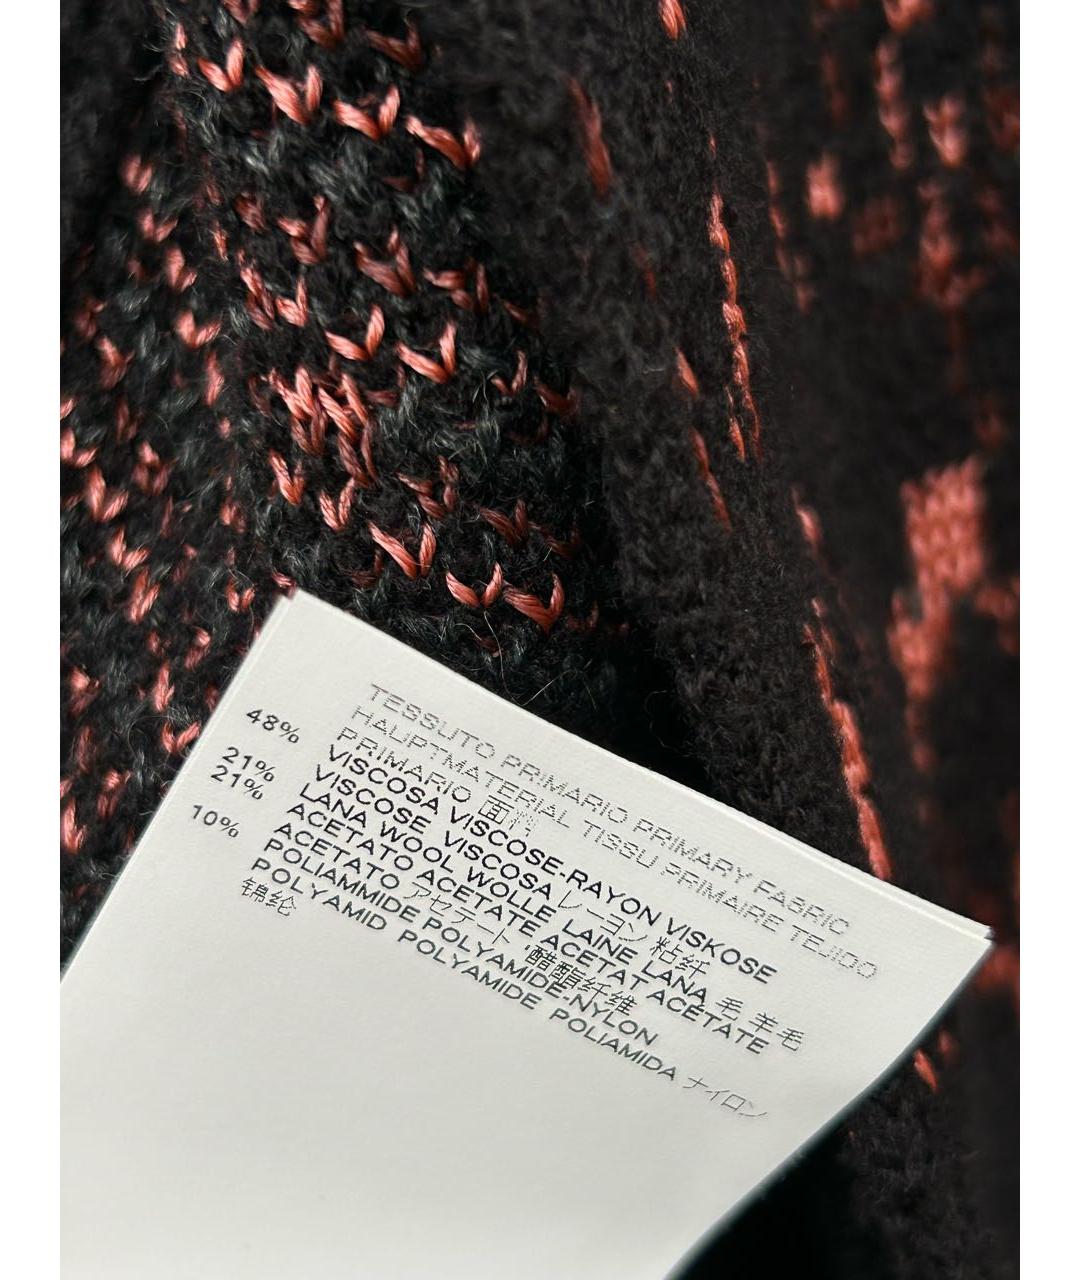 TESSUTO PRIMARIO PRIMARY FABRIC
HAUPTMATERIAL TISSU PRIMAIRE TEJIDO
PRIMARIO 面料
48% VISCOSA VISCOSE-RAYON VISKOSE
VISCOSE VISCOSA レーヨン 粘纤
21% LANA WOOL WOLLE LAINE LANA 毛 羊毛
21% ACETATO ACETATE ACETAT ACÉTATE
ACETATO アセテート 醋酯纤维
10% POLIAMMIDE POLYAMIDE-NYLON
POLYAMID POLYAMIDE POLIAMIDA ナイロン
锦纶